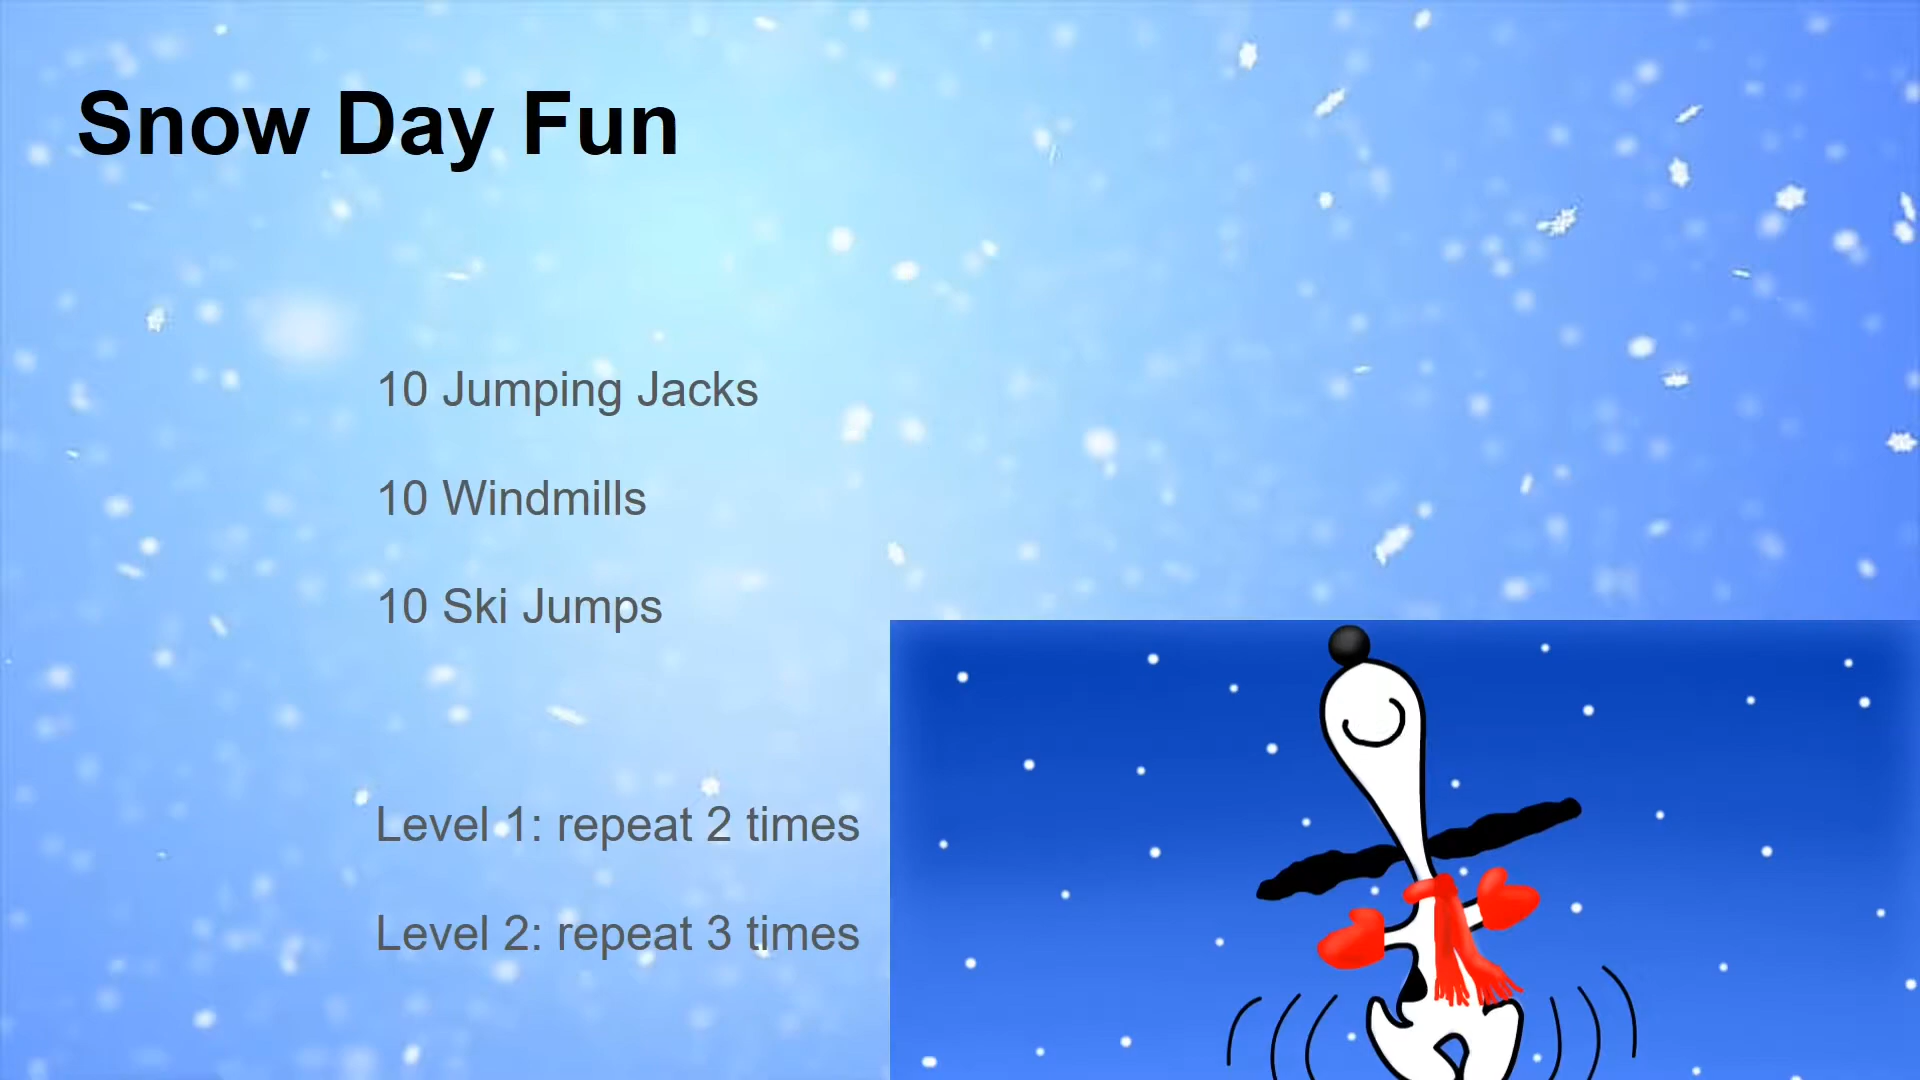 Snow Day Fun
10 Jumping Jacks
10 Windmills
10 Ski Jumps
Level 1: repeat 2 times
Level 2: repeat 3 times